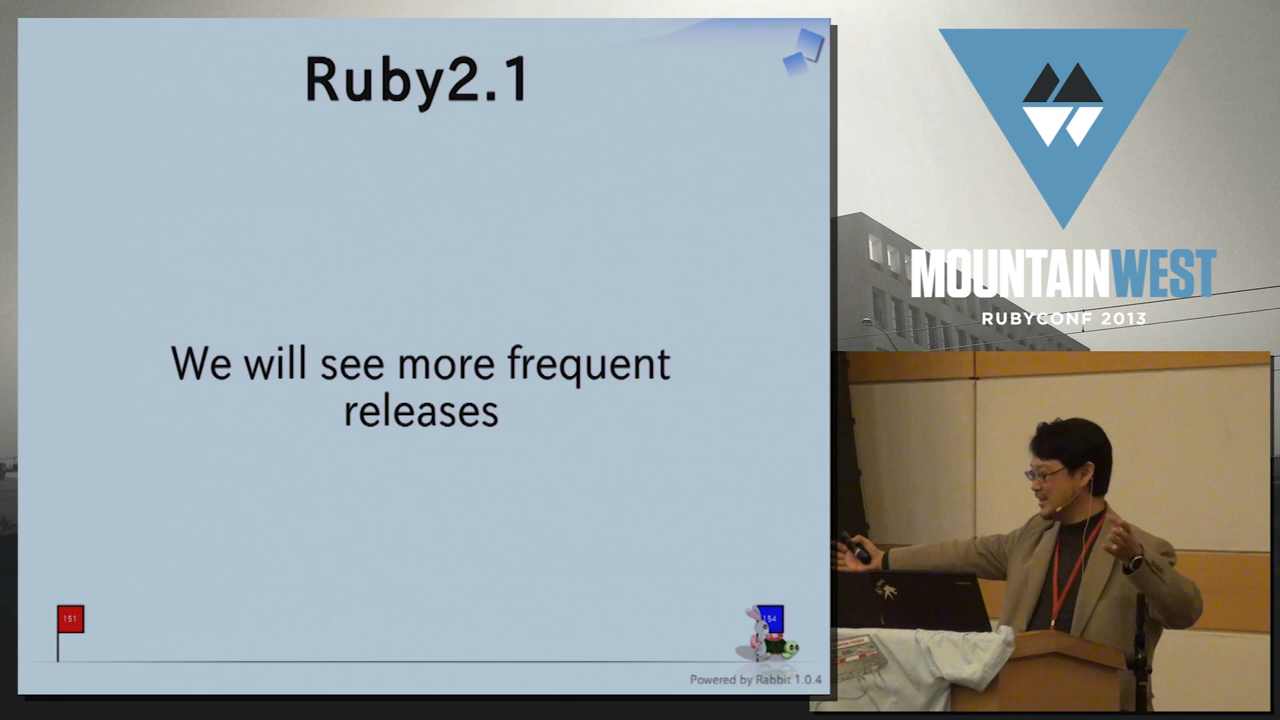 Ruby2.1
We will see more frequent
releases
151
154
Powered by Rabbit 1.0.4
MOUNTAINWEST
RUBYCONF 2013